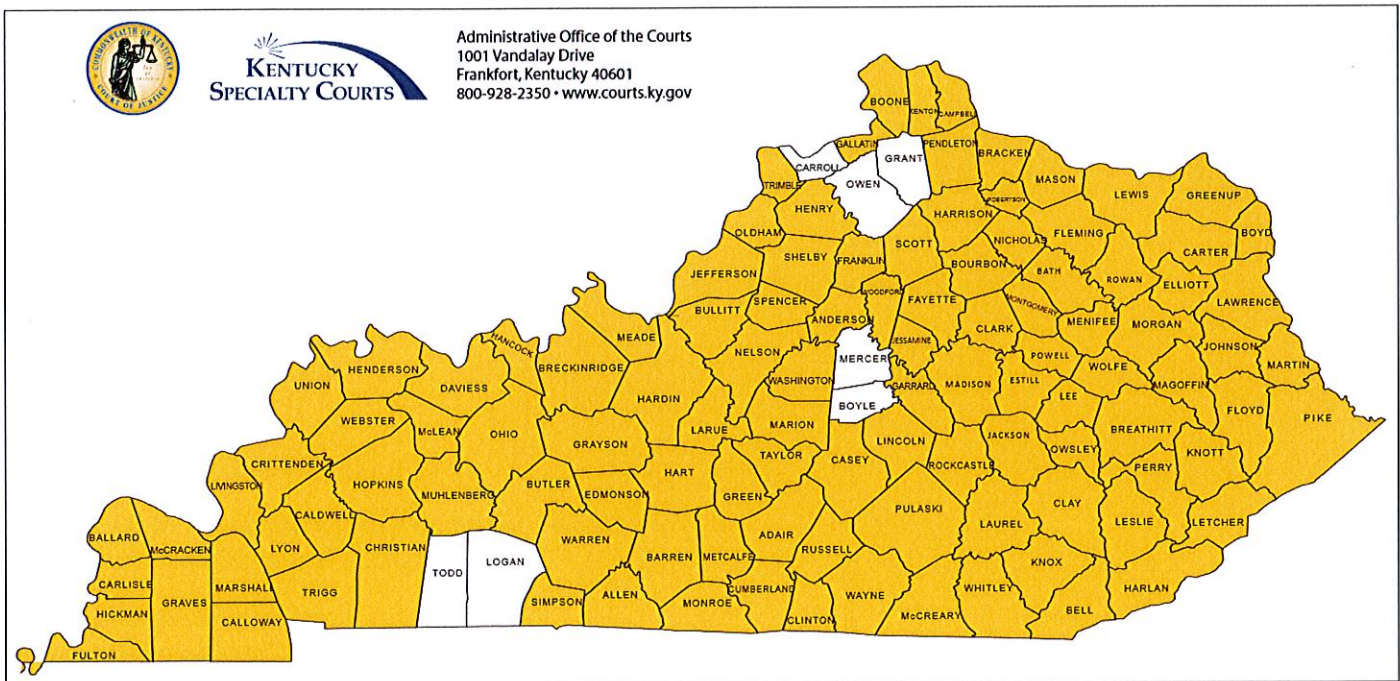 COMMONWEALTH OF KENTUCKY
COURT OF JUSTICE
KENTUCKY
SPECIALTY COURTS
Administrative Office of the Courts
1001 Vandalay Drive
Frankfort, Kentucky 40601
800-928-2350 • www.courts.ky.gov
BOONE
KENTON
CAMPBELL
GALLATIN
PENDLETON
GRANT
CARROLL
BRACKEN
OWEN
MASON
TRIMBLE
ROBERTSON
LEWIS
GREENUP
HENRY
HARRISON
OLDHAM
FLEMING
BOYD
SCOTT
NICHOLAS
CARTER
SHELBY
FRANKLIN
BOURBON
JEFFERSON
BATH
ROWAN
ELLIOTT
WOODFORD
FAYETTE
SPENCER
MONTGOMERY
LAWRENCE
BULLITT
ANDERSON
MENIFEE
MORGAN
CLARK
MEADE
JESSAMINE
HANCOCK
JOHNSON
NELSON
MERCER
POWELL
WOLFE
MARTIN
BRECKINRIDGE
HENDERSON
WASHINGTON
GARRARD
MADISON
ESTILL
MAGOFFIN
UNION
DAVIESS
HARDIN
LEE
BOYLE
FLOYD
PIKE
WEBSTER
MARION
LARUE
BREATHITT
McLEAN
OHIO
JACKSON
GRAYSON
LINCOLN
OWSLEY
KNOTT
TAYLOR
CASEY
CRITTENDEN
ROCKCASTLE
PERRY
HART
LIVINGSTON
HOPKINS
BUTLER
EDMONSON
GREEN
MUHLENBERG
CLAY
PULASKI
CALDWELL
LAUREL
LESLIE
LETCHER
ADAIR
BALLARD
WARREN
LYON
CHRISTIAN
RUSSELL
McCRACKEN
BARREN
METCALFE
LOGAN
KNOX
TODD
CARLISLE
MARSHALL
CUMBERLAND
WHITLEY
HARLAN
TRIGG
ALLEN
WAYNE
SIMPSON
MONROE
GRAVES
BELL
HICKMAN
CLINTON
McCREARY
CALLOWAY
FULTON